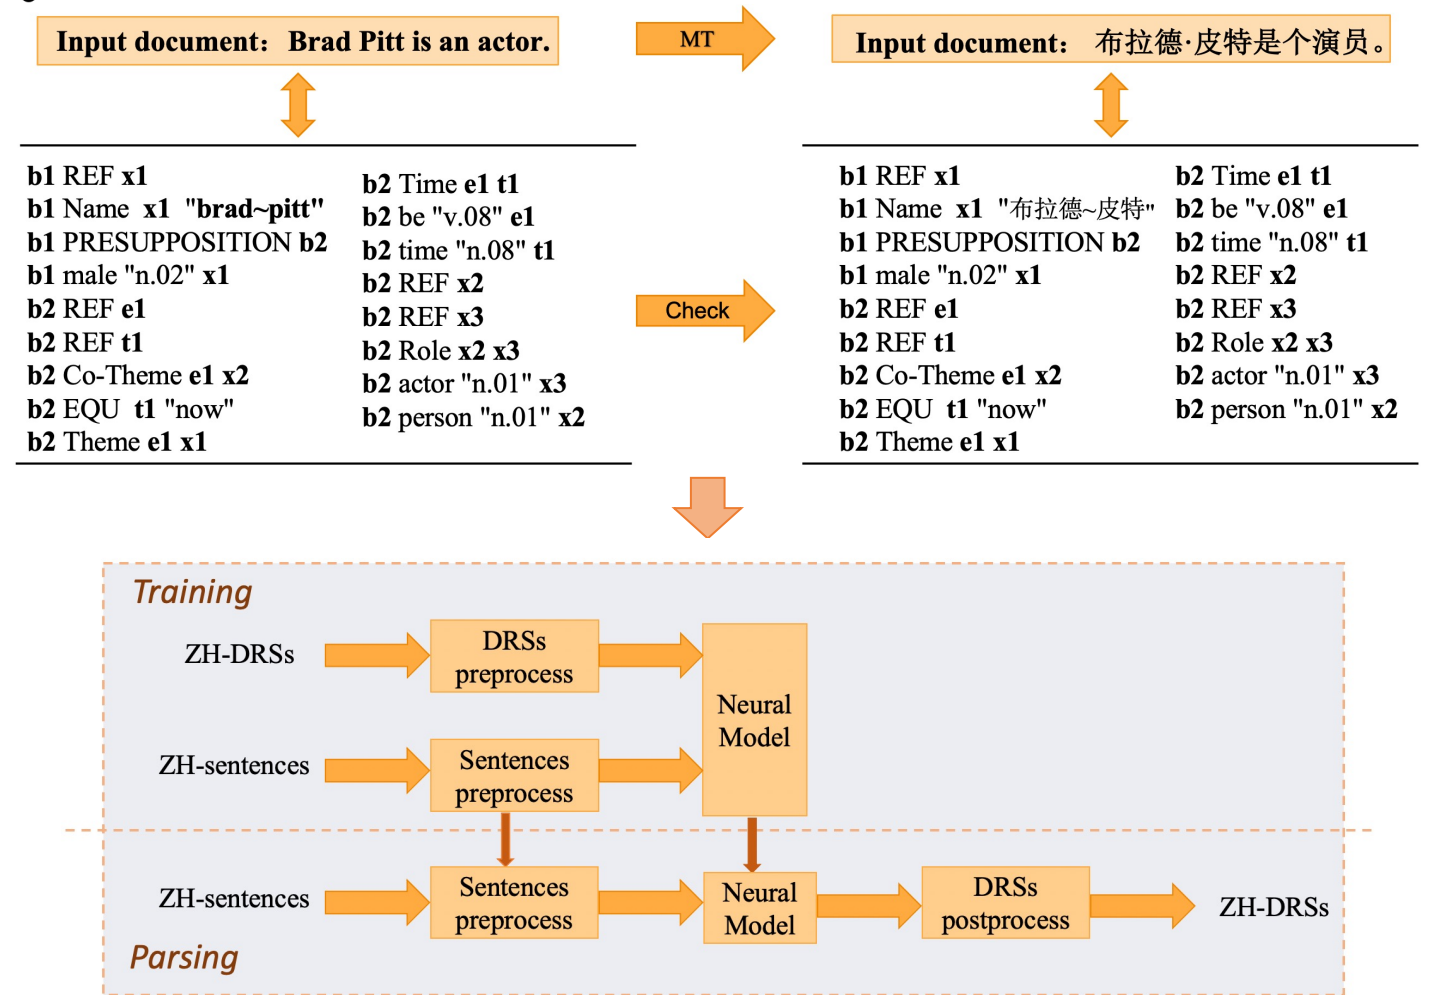 Input document: Brad Pitt is an actor.
MT
Input document: 布拉德·皮特是个演员。
b1 REF x1
b1 Name x1 "brad~pitt"
b1 PRESUPPOSITION b2
b1 male "n.02" x1
b2 REF e1
b2 REF t1
b2 Co-Theme e1 x2
b2 EQU t1 "now"
b2 Theme e1 x1
b2 Time e1 t1
b2 be "v.08" e1
b2 time "n.08" t1
b2 REF x2
b2 REF x3
b2 Role x2 x3
b2 actor "n.01" x3
b2 person "n.01" x2
Check
b1 REF x1
b1 Name x1 "布拉德~皮特"
b1 PRESUPPOSITION b2
b1 male "n.02" x1
b2 REF e1
b2 REF t1
b2 Co-Theme e1 x2
b2 EQU t1 "now"
b2 Theme e1 x1
b2 Time e1 t1
b2 be "v.08" e1
b2 time "n.08" t1
b2 REF x2
b2 REF x3
b2 Role x2 x3
b2 actor "n.01" x3
b2 person "n.01" x2
Training
ZH-DRSs
DRSs
preprocess
Neural
Model
ZH-sentences
Sentences
preprocess
ZH-sentences
Sentences
preprocess
Neural
Model
DRSs
postprocess
ZH-DRSs
Parsing